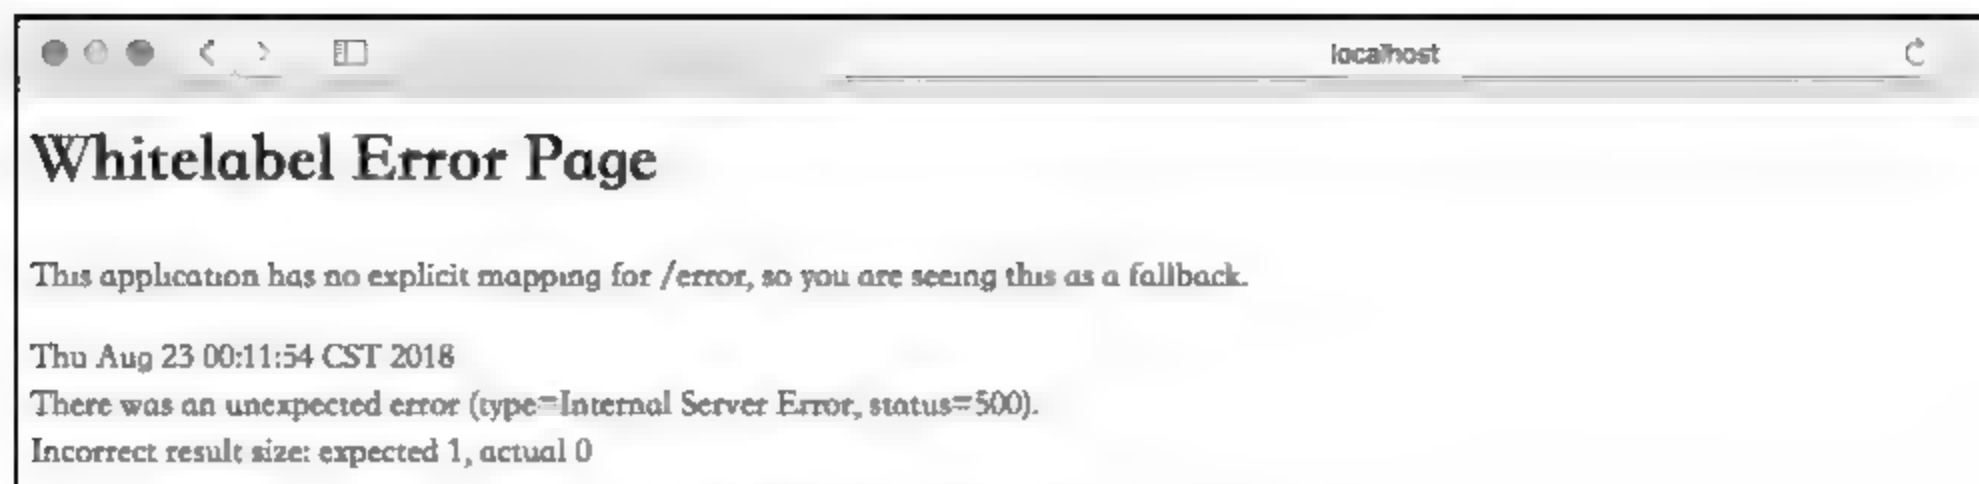 localhost
Whitelabel Error Page
This application has no explicit mapping for /error, so you are seeing this as a fallback.
Thu Aug 23 00:11:54 CST 2018
There was an unexpected error (type=Internal Server Error, status=500).
Incorrect result size: expected 1, actual 0